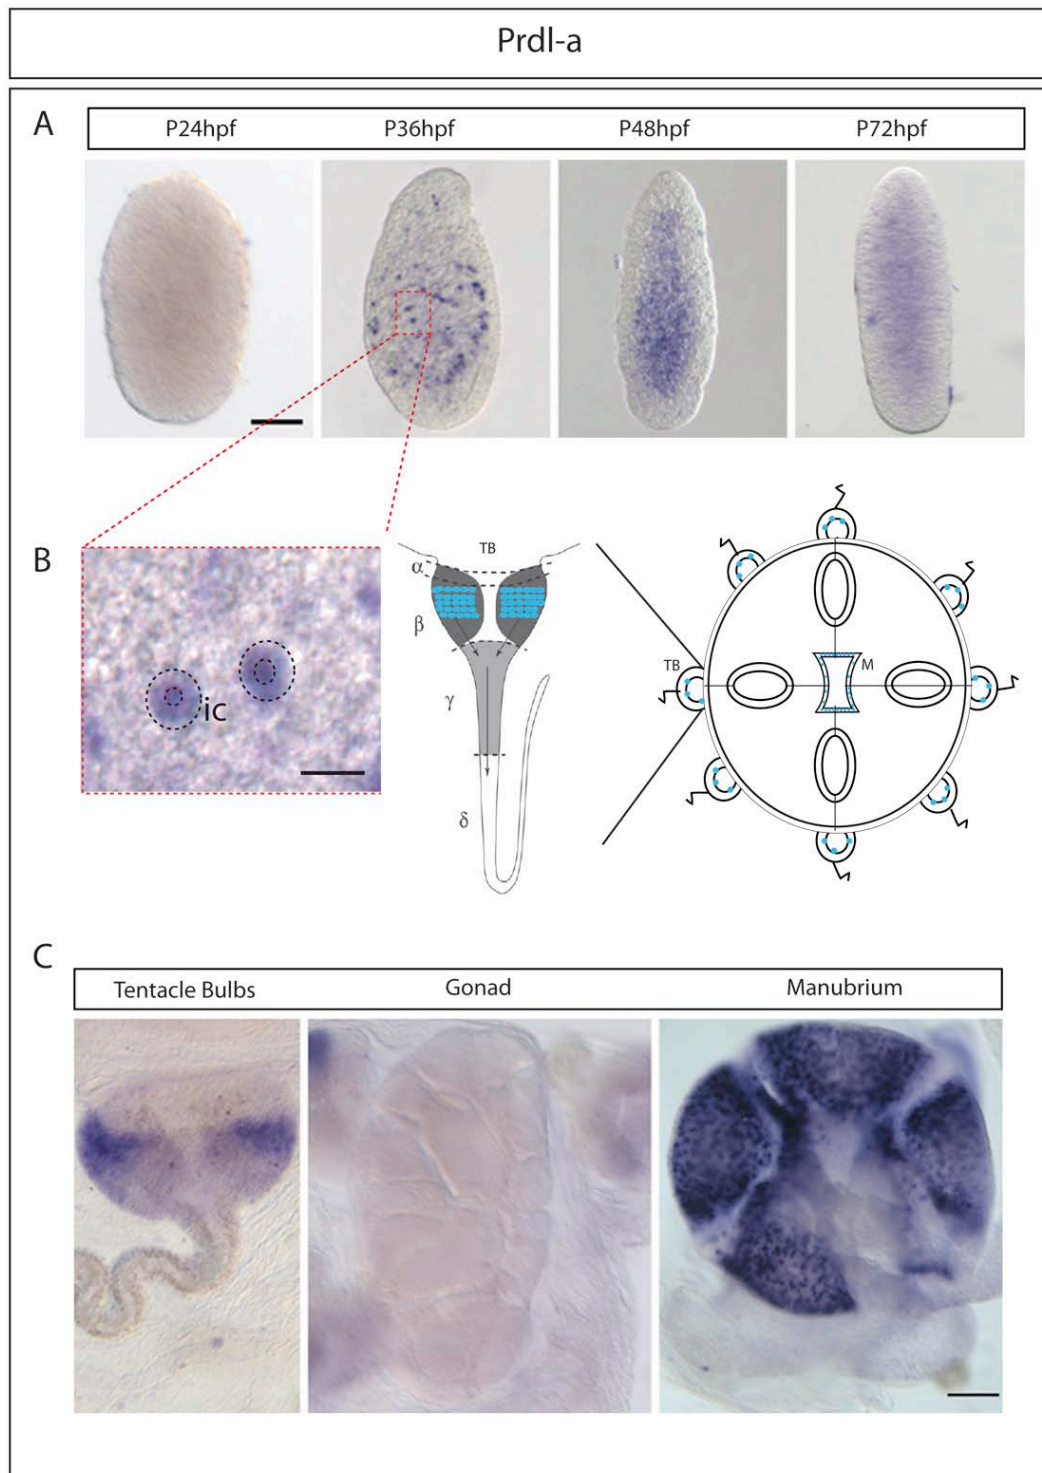 Prdl-a
A
P24hpf P36hpf P48hpf P72hpf
B
ic
TB
α
β
γ
δ
TB
M
C
Tentacle Bulbs Gonad Manubrium